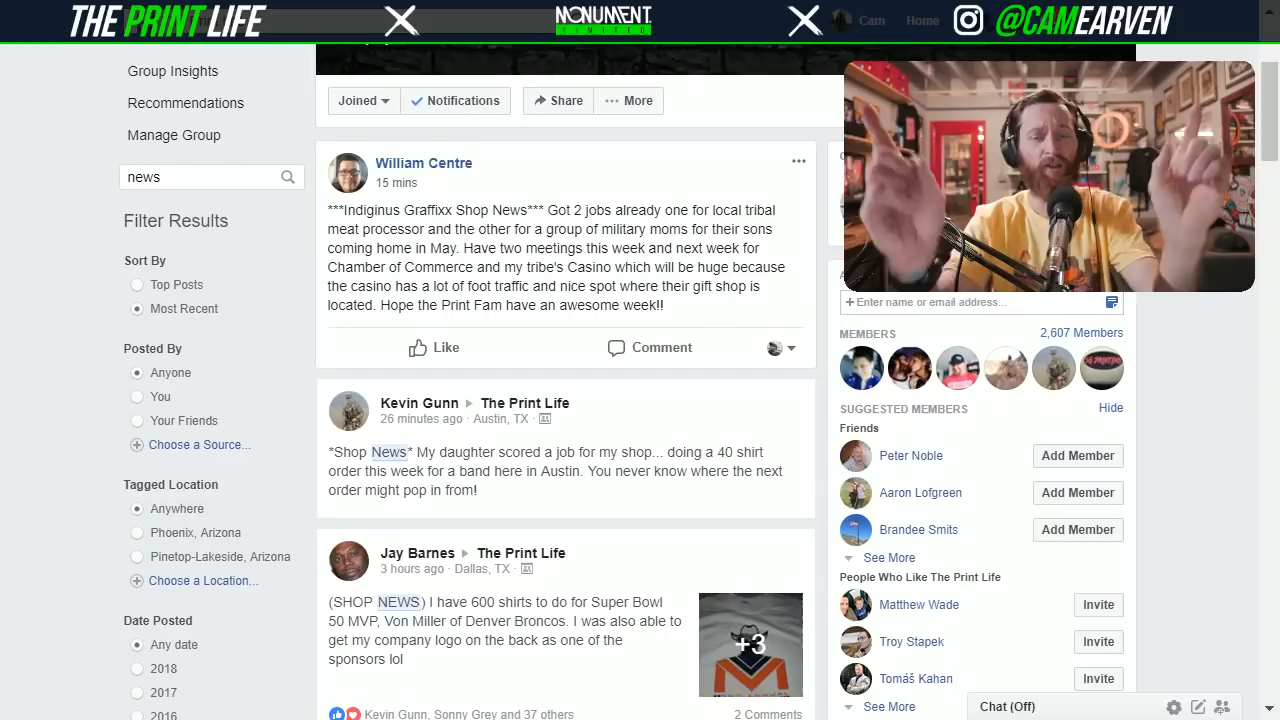 THE PRINT LIFE
MONUMENT
LIMITED
Cam
Home
@CAMEARVEN
Group Insights
Recommendations
Manage Group
news
Filter Results
Sort By
Top Posts
Most Recent
Posted By
Anyone
You
Your Friends
Choose a Source...
Tagged Location
Anywhere
Phoenix, Arizona
Pinetop-Lakeside, Arizona
Choose a Location...
Date Posted
Any date
2018
2017
2016
Joined
Notifications
Share
More
William Centre
15 mins
***Indiginus Graffixx Shop News*** Got 2 jobs already one for local tribal
meat processor and the other for a group of military moms for their sons
coming home in May. Have two meetings this week and next week for
Chamber of Commerce and my tribe's Casino which will be huge because
the casino has a lot of foot traffic and nice spot where their gift shop is
located. Hope the Print Fam have an awesome week!!
Like
Comment
Kevin Gunn ▸ The Print Life
26 minutes ago · Austin, TX ·
*Shop News* My daughter scored a job for my shop... doing a 40 shirt
order this week for a band here in Austin. You never know where the next
order might pop in from!
Jay Barnes ▸ The Print Life
3 hours ago · Dallas, TX ·
(SHOP NEWS) I have 600 shirts to do for Super Bowl
50 MVP, Von Miller of Denver Broncos. I was also able to
get my company logo on the back as one of the
sponsors lol
+3
Kevin Gunn, Sonny Grey and 37 others
2 Comments
+ Enter name or email address...
MEMBERS
2,607 Members
SUGGESTED MEMBERS
Hide
Friends
Peter Noble
Add Member
Aaron Lofgreen
Add Member
Brandee Smits
Add Member
See More
People Who Like The Print Life
Matthew Wade
Invite
Troy Stapek
Invite
Tomáš Kahan
Invite
See More
Chat (Off)